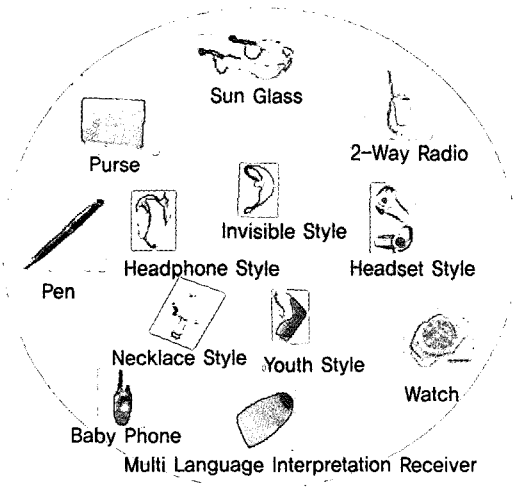 Sun Glass
Purse
2-Way Radio
Invisible Style
Headphone Style
Headset Style
Pen
Necklace Style
Youth Style
Watch
Baby Phone
Multi Language Interpretation Receiver